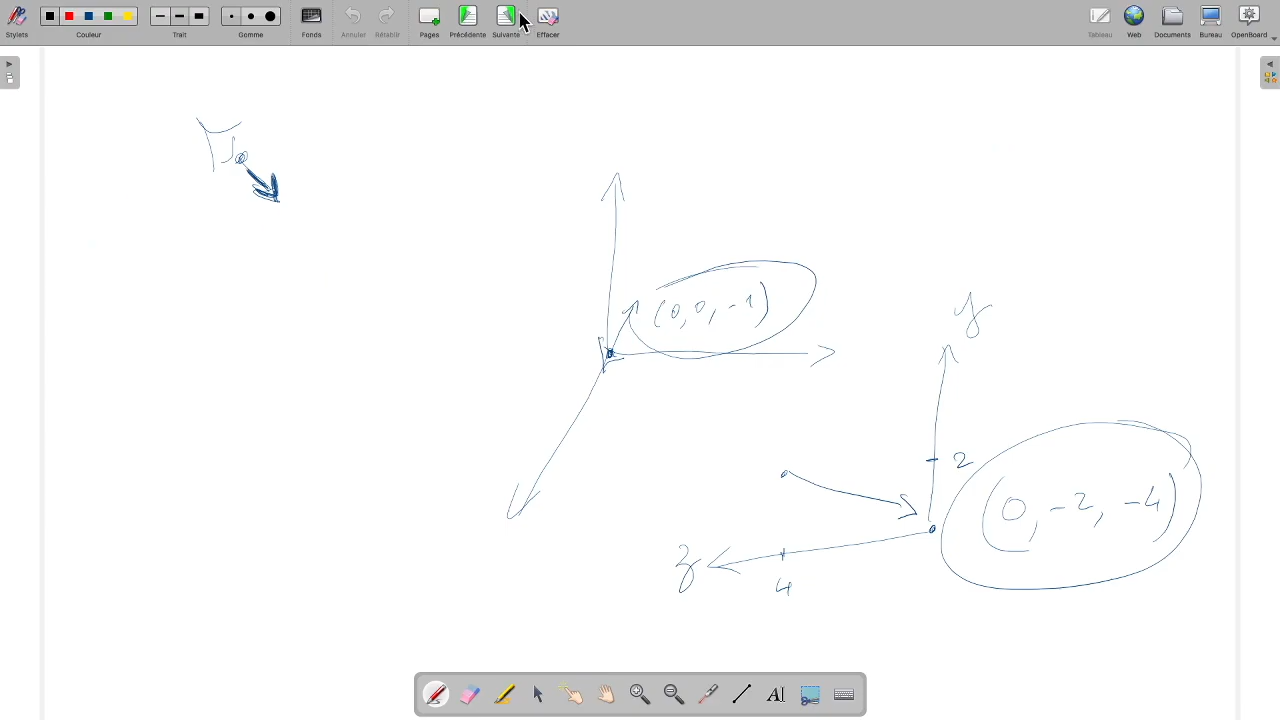 Stylets
Couleur
Trait
Gomme
Fonds
Annuler
Rétablir
Pages
Précédente
Suivante
Effacer
Tableau
Web
Documents
Bureau
OpenBoard
(0, 0, -1)
y
2
(0, -2, -4)
z
4
AI